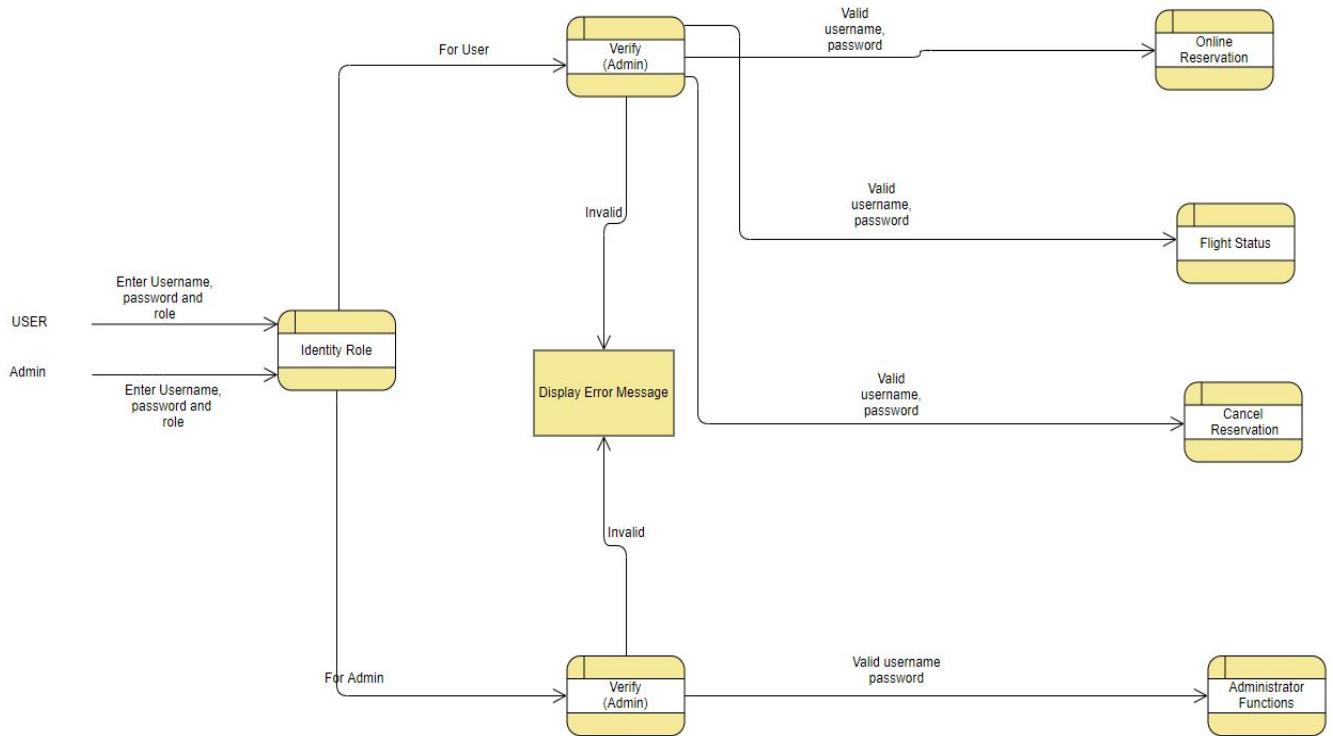 Valid
username,
password
Online
Reservation
For User
Verify
(Admin)
Valid
username,
password
Invalid
Flight Status
Enter Username,
password and
role
USER
Identity Role
Admin
Enter Username,
password and
role
Display Error Message
Valid
username,
password
Cancel
Reservation
Invalid
For Admin
Verify
(Admin)
Valid username
password
Administrator
Functions